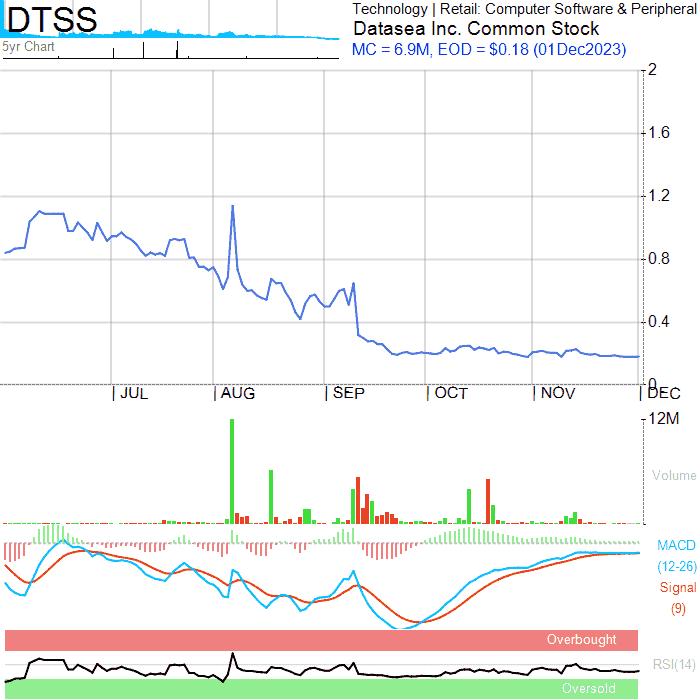 DTSS
5yr Chart
Technology | Retail: Computer Software & Peripheral
Datasea Inc. Common Stock
MC = 6.9M, EOD = $0.18 (01Dec2023)
2
1.6
1.2
0.8
0.4
0
JUL AUG SEP OCT NOV DEC
12M
Volume
MACD
(12-26)
Signal
(9)
Overbought
RSI(14)
Oversold